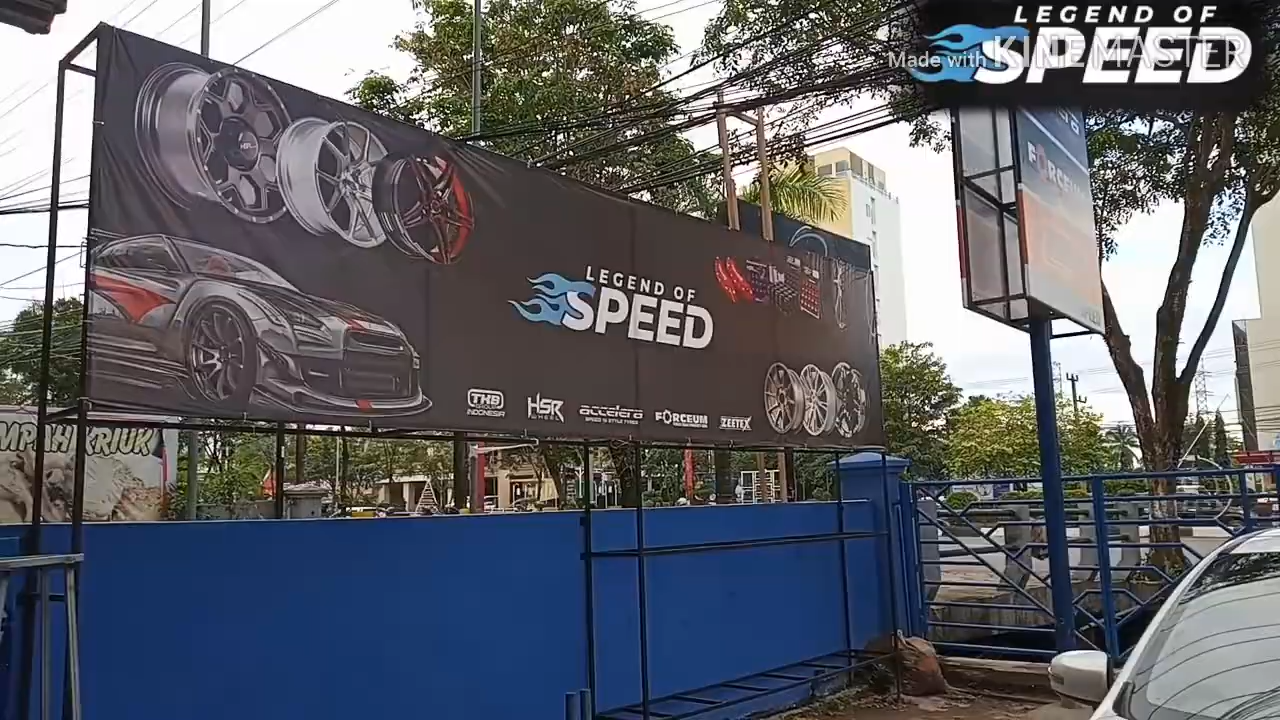 LEGEND OF
SPEED
Made with KINEMASTER
FORCEUM
LEGEND OF
SPEED
THB
INDONESIA
HSR
WHEEL
accelera
FORCEUM
ZEETEX
MPAH KRIUK